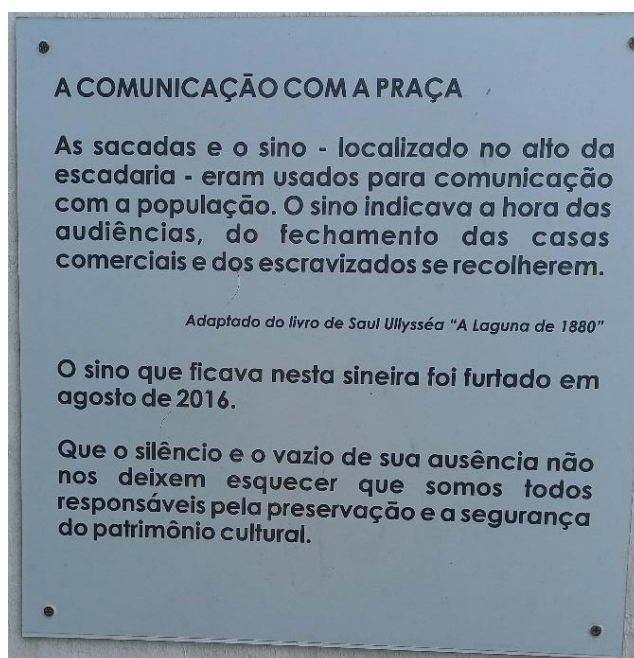 A COMUNICAÇÃO COM A PRAÇA
As sacadas e o sino - localizado no alto da
escadaria - eram usados para comunicação
com a população. O sino indicava a hora das
audiências, do fechamento das casas
comerciais e dos escravizados se recolherem.
Adaptado do livro de Saul Ullysséa "A Laguna de 1880"
O sino que ficava nesta sineira foi furtado em
agosto de 2016.
Que o silêncio e o vazio de sua ausência não
nos deixem esquecer que somos todos
responsáveis pela preservação e a segurança
do patrimônio cultural.